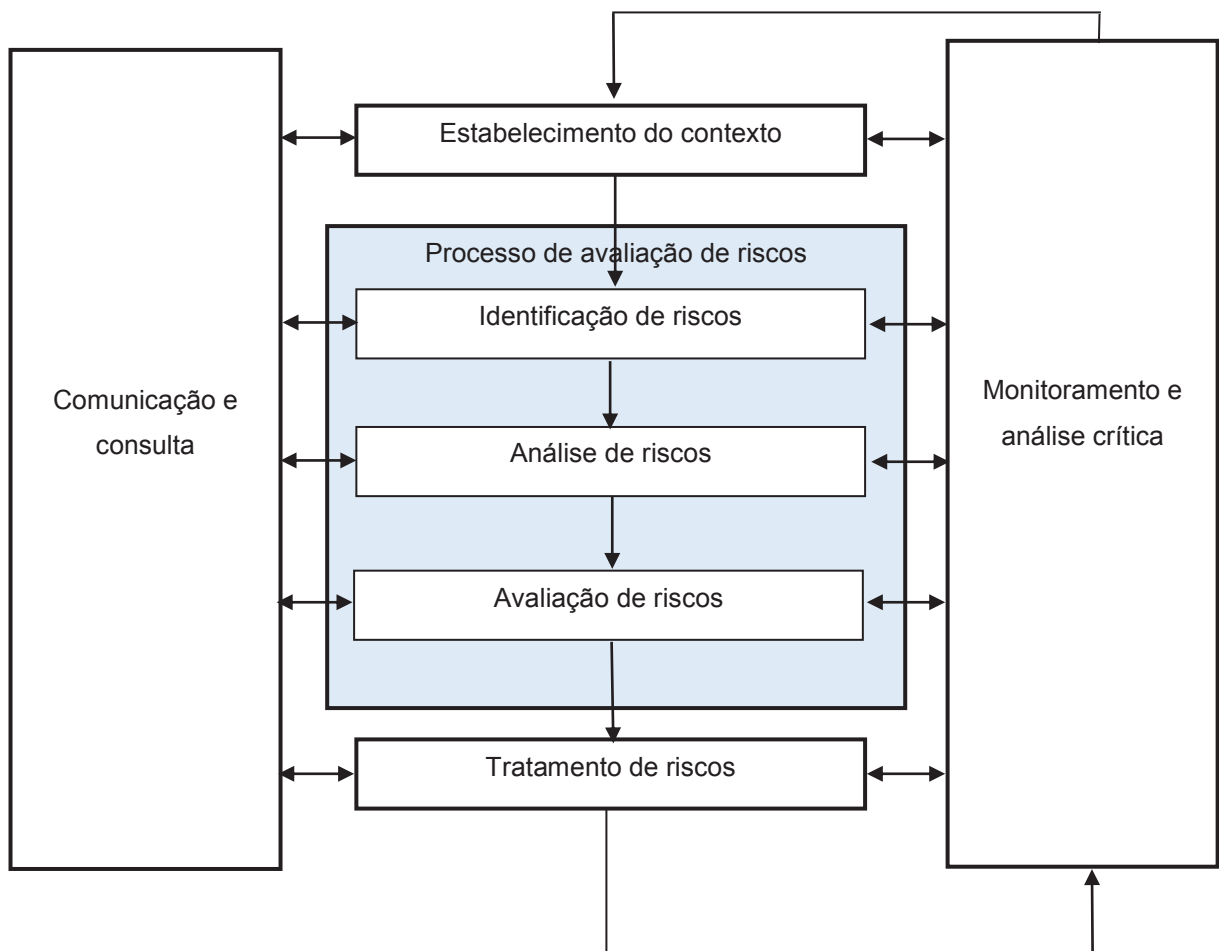 Estabelecimento do contexto
Processo de avaliação de riscos
Identificação de riscos
Análise de riscos
Avaliação de riscos
Tratamento de riscos
Comunicação e
consulta
Monitoramento e
análise crítica